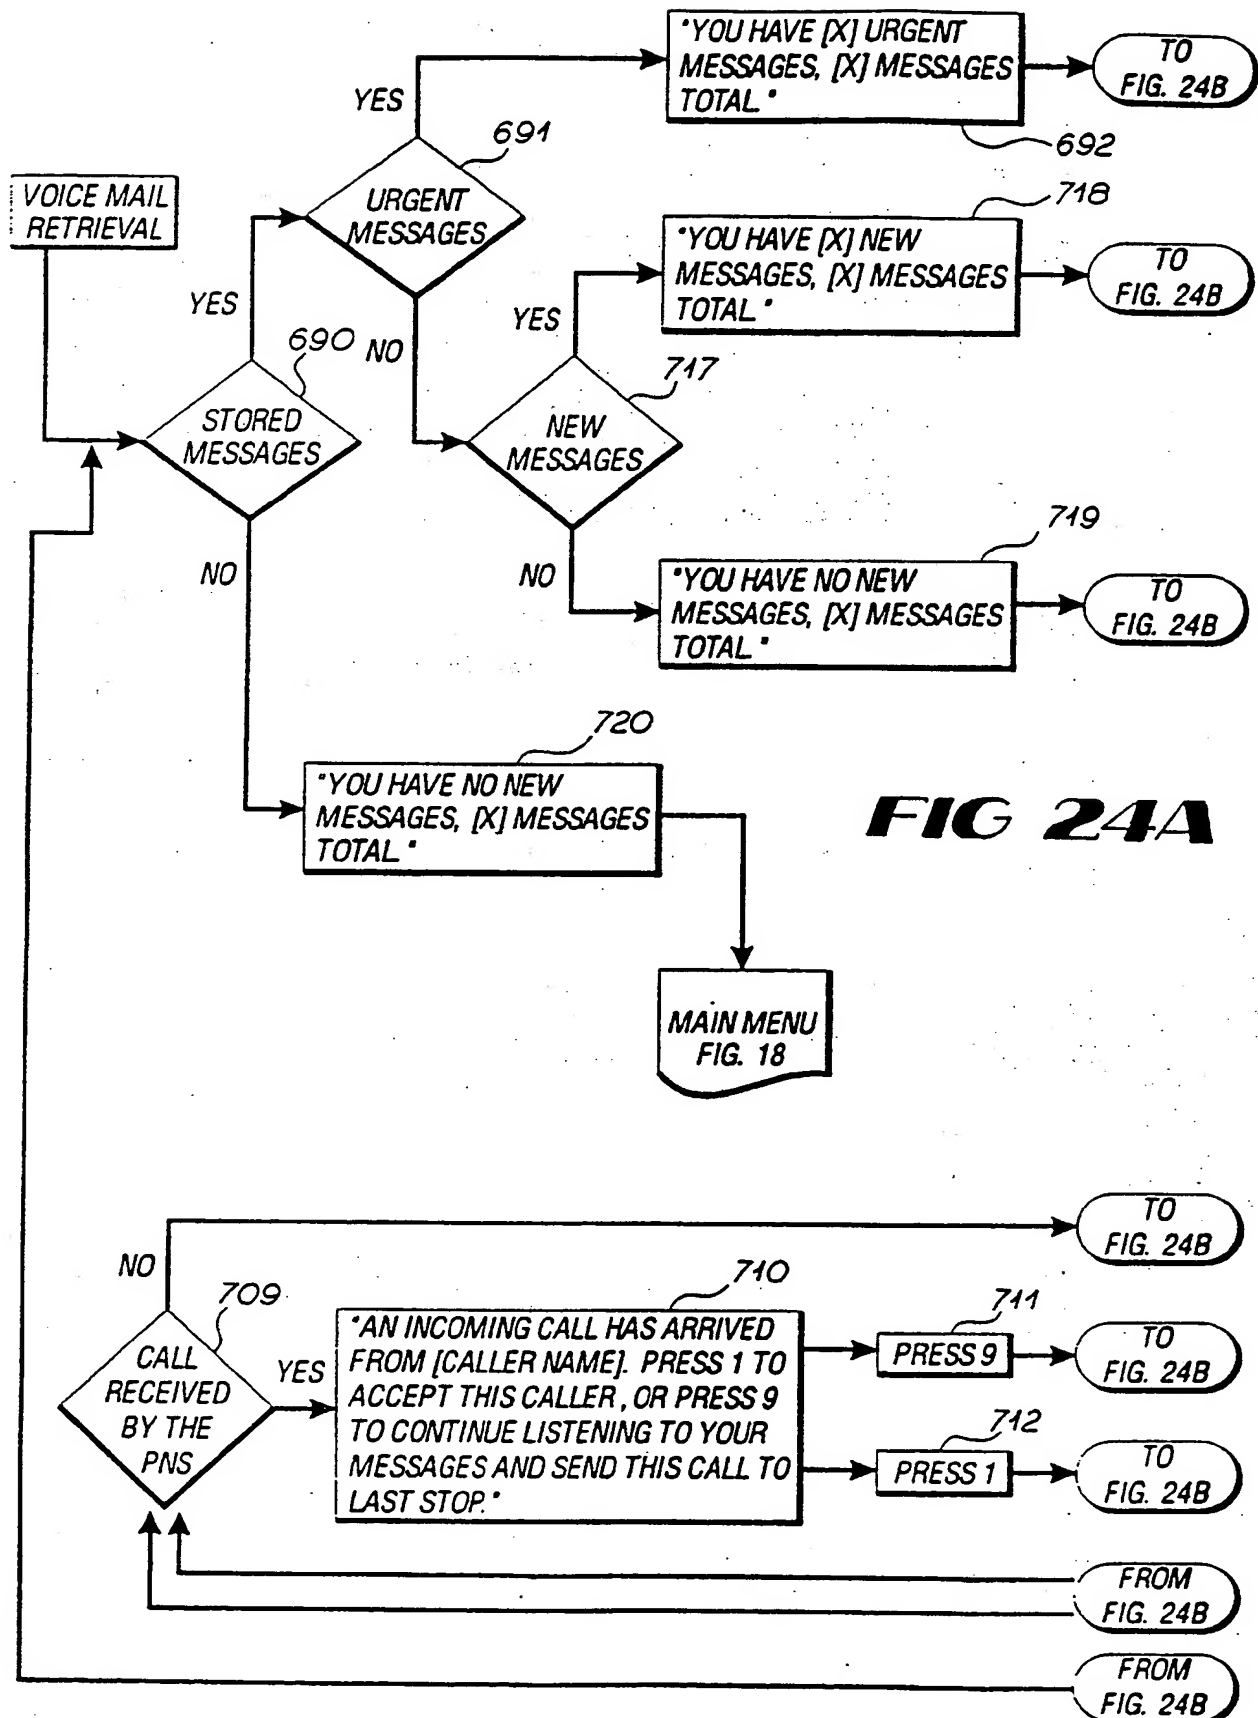 "YOU HAVE [X] URGENT
MESSAGES, [X] MESSAGES
TOTAL."
TO
FIG. 24B
YES
691
692
URGENT
MESSAGES
VOICE MAIL
RETRIEVAL
718
"YOU HAVE [X] NEW
MESSAGES, [X] MESSAGES
TOTAL."
TO
FIG. 24B
YES
YES
690
NO
717
STORED
MESSAGES
NEW
MESSAGES
719
NO
NO
"YOU HAVE NO NEW
MESSAGES, [X] MESSAGES
TOTAL."
TO
FIG. 24B
720
"YOU HAVE NO NEW
MESSAGES, [X] MESSAGES
TOTAL."
FIG 24A
MAIN MENU
FIG. 18
TO
FIG. 24B
NO
709
710
711
CALL
RECEIVED
BY THE
PNS
YES
"AN INCOMING CALL HAS ARRIVED
FROM [CALLER NAME]. PRESS 1 TO
ACCEPT THIS CALLER, OR PRESS 9
TO CONTINUE LISTENING TO YOUR
MESSAGES AND SEND THIS CALL TO
LAST STOP."
PRESS 9
TO
FIG. 24B
712
PRESS 1
TO
FIG. 24B
FROM
FIG. 24B
FROM
FIG. 24B